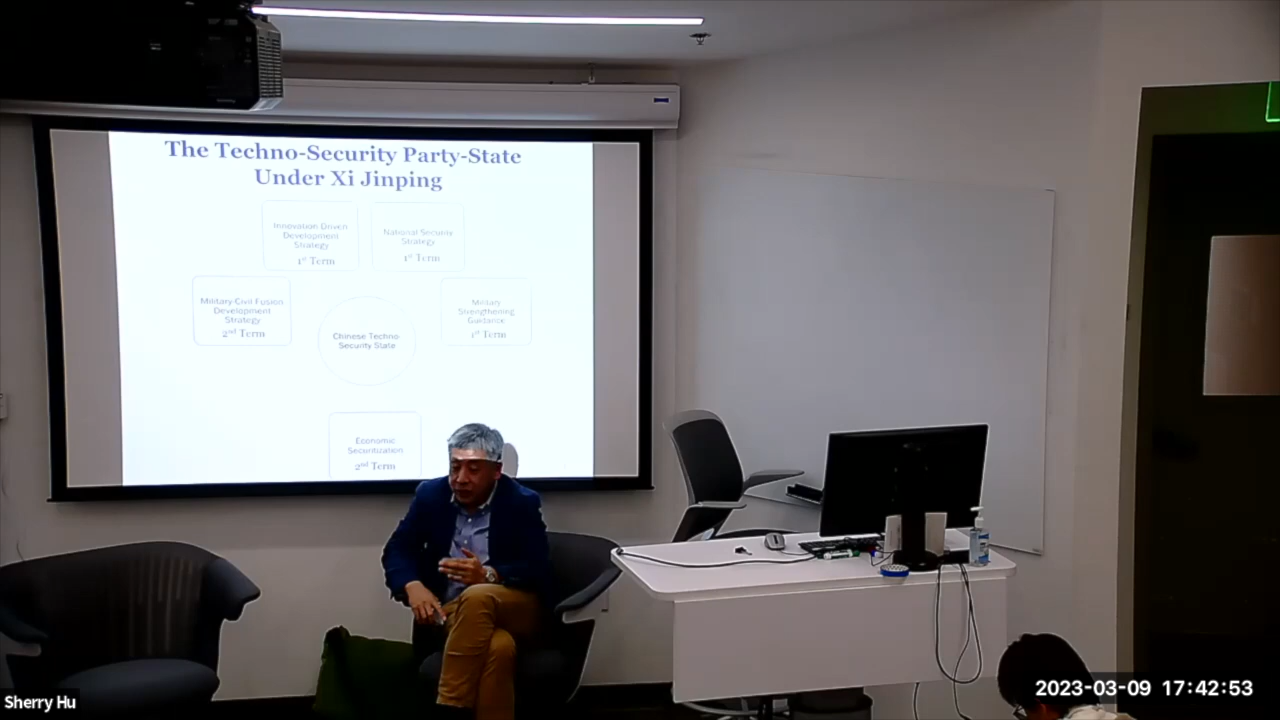 The Techno-Security Party-State
Under Xi Jinping
Innovation Driven
Development
Strategy
1st Term
National Security
Strategy
1st Term
Military-Civil Fusion
Development
Strategy
2nd Term
Military
Strengthening
Guidance
1st Term
Chinese Techno-
Security State
Economic
Securitization
2nd Term
Sherry Hu
2023-03-09 17:42:53